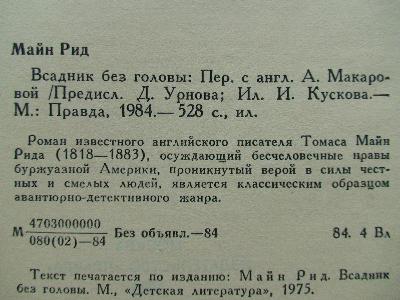 Майн Рид
Всадник без головы: Пер. с англ. А. Макаро-
вой /Предисл. Д. Урнова; Ил. И. Кускова.—
М.: Правда, 1984.— 528 с., ил.
Роман известного английского писателя Томаса Майн
Рида (1818—1883), осуждающий бесчеловечные нравы
буржуазной Америки, проникнутый верой в силы чест-
ных и смелых людей, является классическим образцом
авантюрно-детективного жанра.
М 4703000000
080(02)—84 Без объявл.—84 84. 4 Вл
Текст печатается по изданию: Майн Рид. Всадник
без головы. М., «Детская литература», 1975.